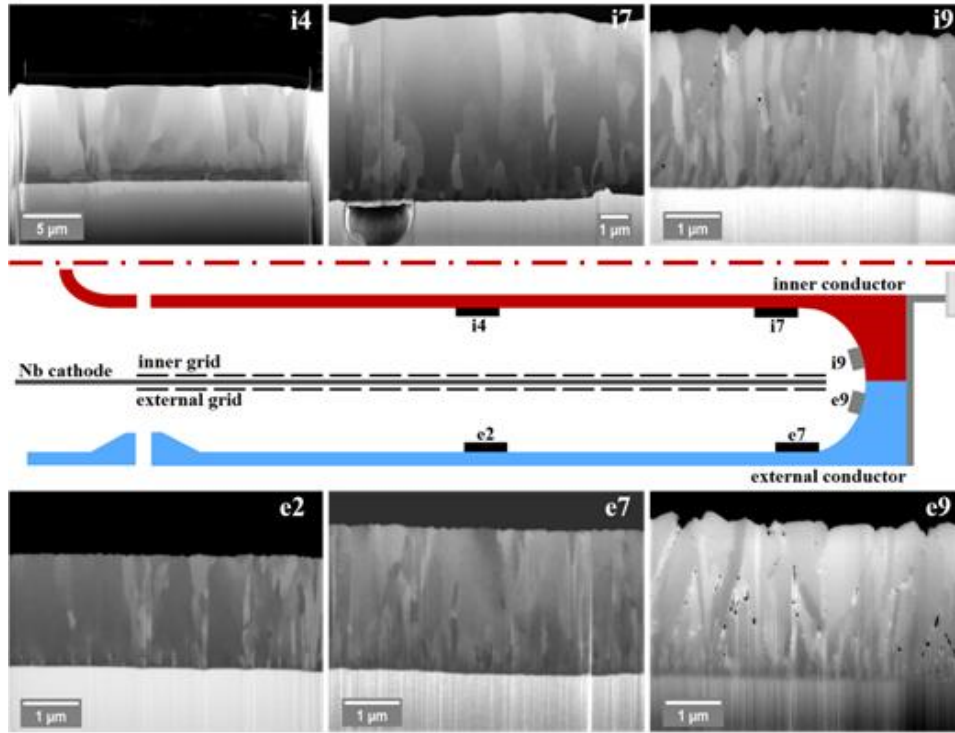 i4
i7
i9
5 µm
1 µm
1 µm
inner conductor
i4
i7
inner grid
i9
Nb cathode
external grid
e9
e2
e7
external conductor
e2
e7
e9
1 µm
1 µm
1 µm